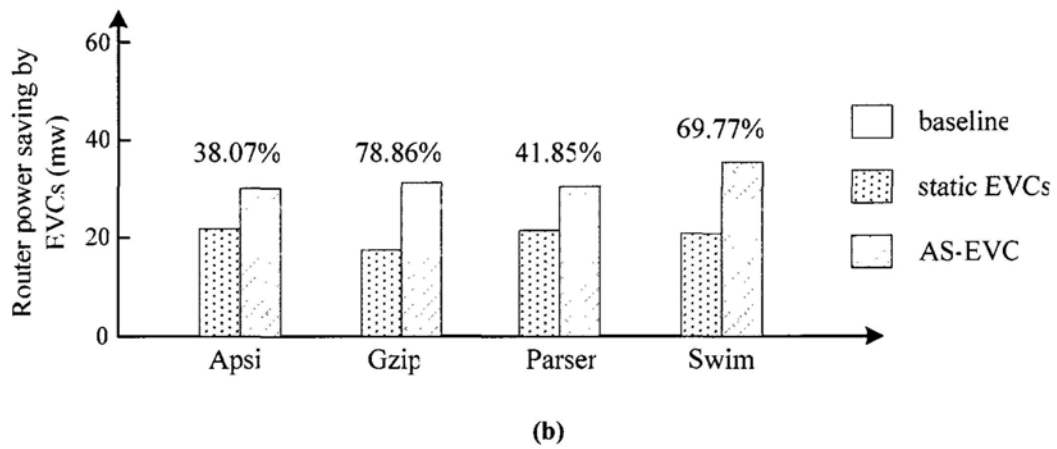 Router power saving by
EVCs (mw)
60
40
20
0
38.07%
78.86%
41.85%
69.77%
Apsi
Gzip
Parser
Swim
baseline
static EVCs
AS-EVC
(b)